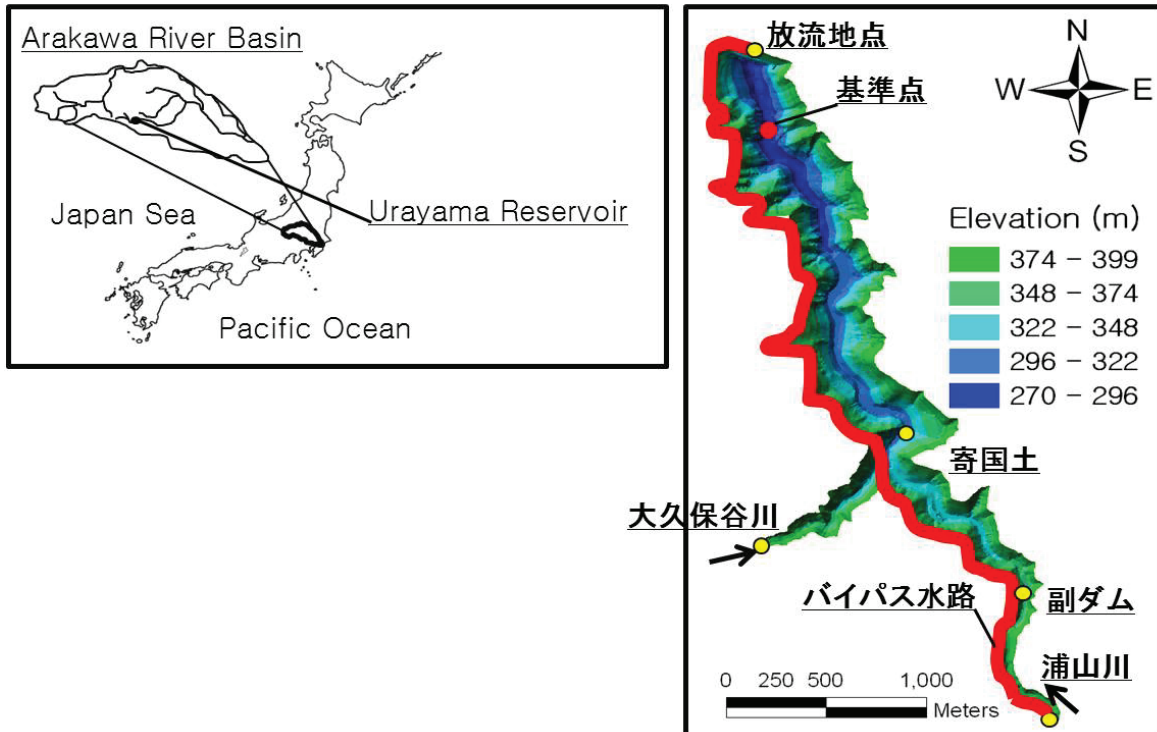 Arakawa River Basin
Japan Sea
Urayama Reservoir
Pacific Ocean
放流地点
基準点
N
W
E
S
Elevation (m)
374 - 399
348 - 374
322 - 348
296 - 322
270 - 296
寄国土
大久保谷川
バイパス水路
副ダム
浦山川
0 250 500 1,000
Meters